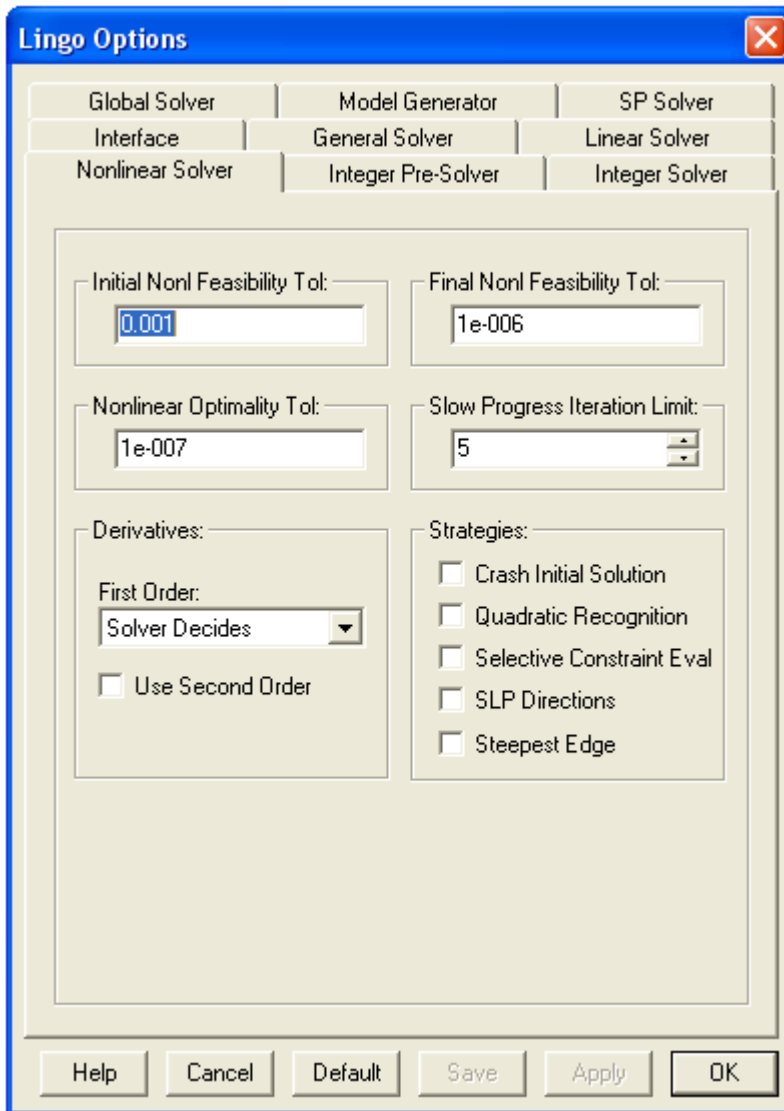 Lingo Options
Global Solver Model Generator SP Solver
Interface General Solver Linear Solver
Nonlinear Solver Integer Pre-Solver Integer Solver
Initial Nonl Feasibility Tol:
0.001
Final Nonl Feasibility Tol:
1e-006
Nonlinear Optimality Tol:
1e-007
Slow Progress Iteration Limit:
5
Derivatives:
First Order:
Solver Decides
Use Second Order
Strategies:
Crash Initial Solution
Quadratic Recognition
Selective Constraint Eval
SLP Directions
Steepest Edge
Help Cancel Default Save Apply OK